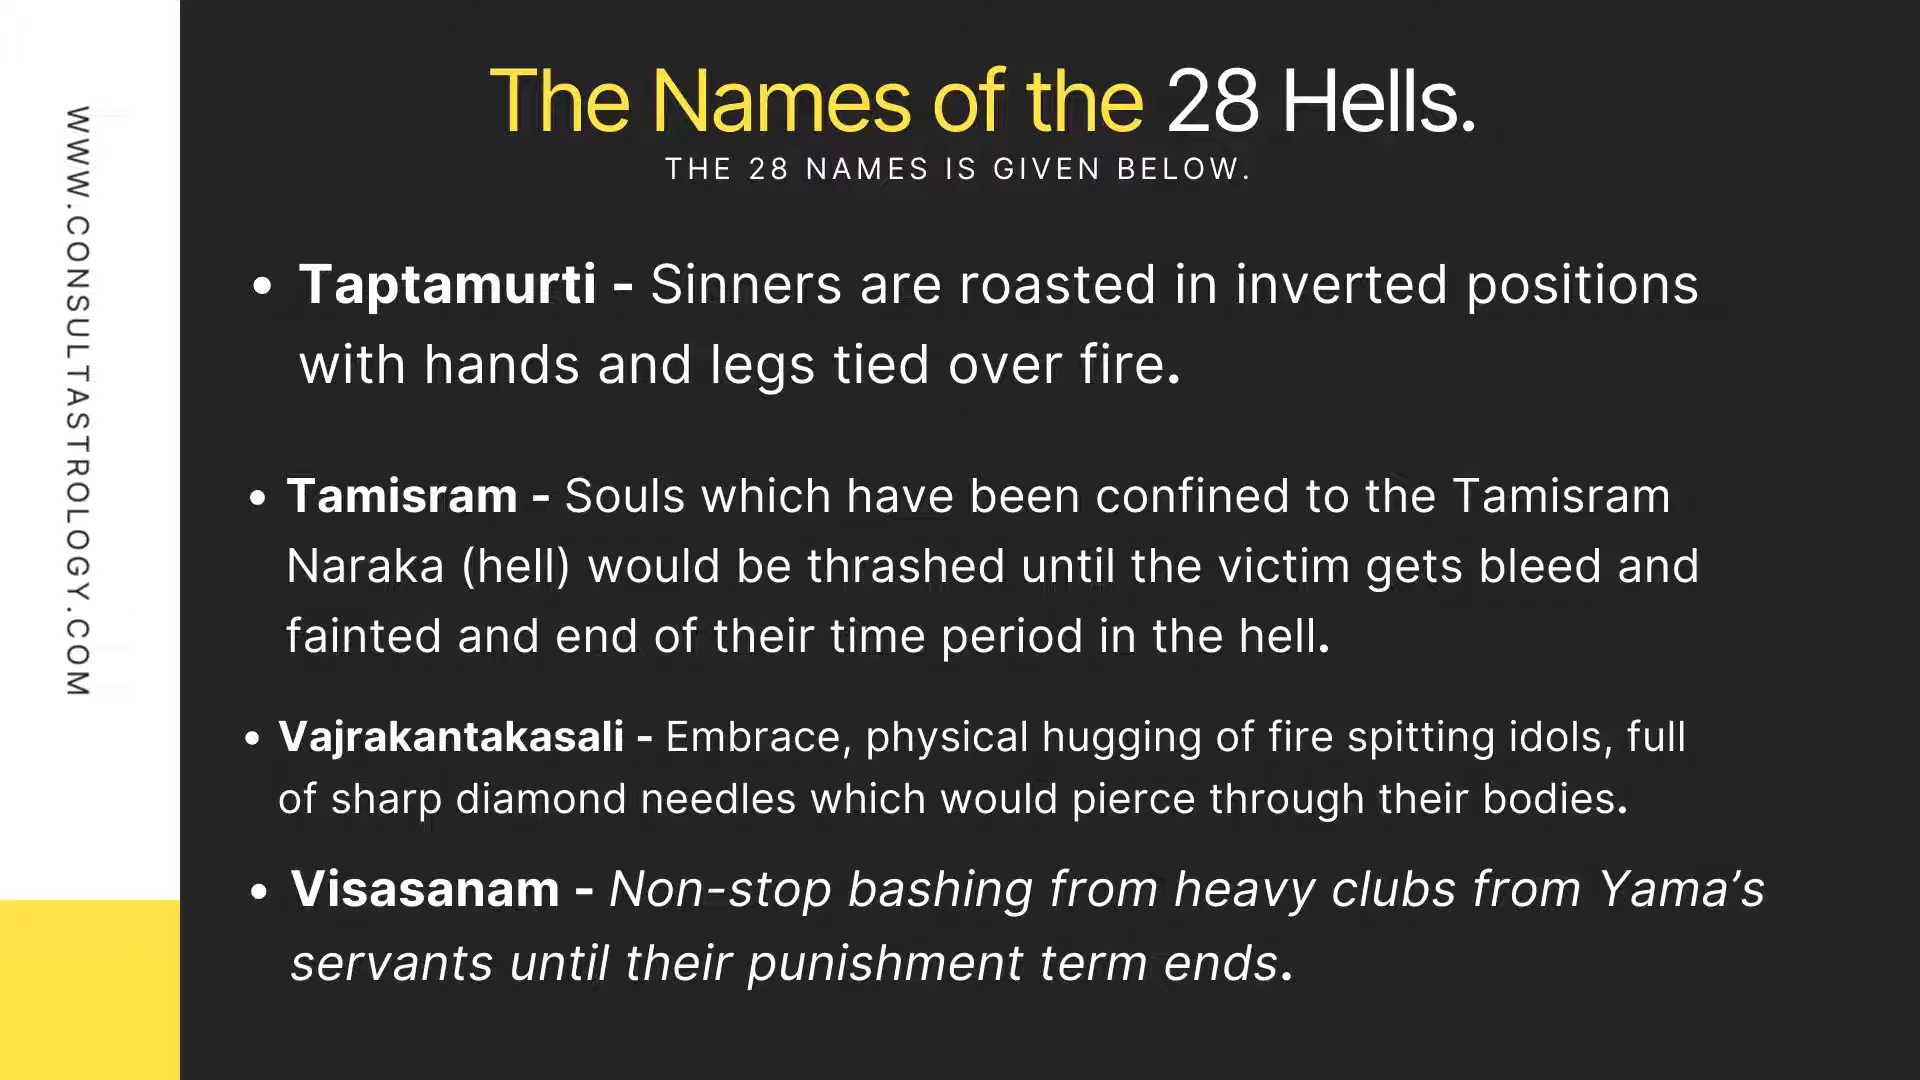 WWW.CONSULTASTROLOGY.COM
The Names of the 28 Hells.
THE 28 NAMES IS GIVEN BELOW.
• Taptamurti - Sinners are roasted in inverted positions
with hands and legs tied over fire.
• Tamisram - Souls which have been confined to the Tamisram
Naraka (hell) would be thrashed until the victim gets bleed and
fainted and end of their time period in the hell.
• Vajrakantakasali - Embrace, physical hugging of fire spitting idols, full
of sharp diamond needles which would pierce through their bodies.
• Visasanam - Non-stop bashing from heavy clubs from Yama’s
servants until their punishment term ends.